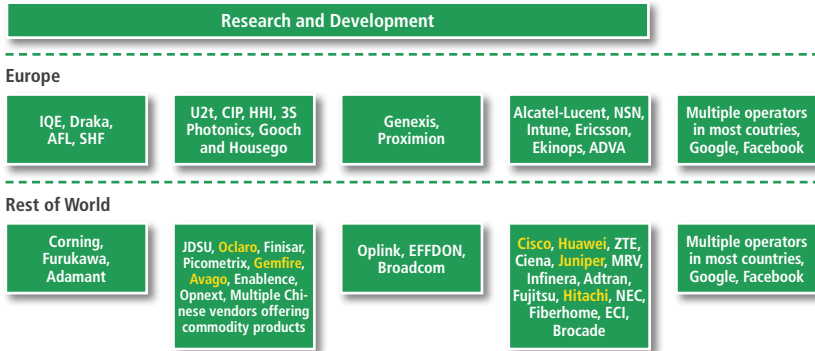 Research and Development
Europe
IQE, Draka,
AFL, SHF
U2t, CIP, HHI, 3S
Photonics, Gooch
and Housego
Genexis,
Proximion
Alcatel-Lucent, NSN,
Intune, Ericsson,
Ekinops, ADVA
Multiple operators
in most coutries,
Google, Facebook
Rest of World
Corning,
Furukawa,
Adamant
JDSU, Oclaro, Finisar,
Picometrix, Gemfire,
Avago, Enablence,
Opnext, Multiple Chi-
nese vendors offering
commodity products
Oplink, EFFDON,
Broadcom
Cisco, Huawei, ZTE,
Ciena, Juniper, MRV,
Infinera, Adtran,
Fujitsu, Hitachi, NEC,
Fiberhome, ECI,
Brocade
Multiple operators
in most countries,
Google, Facebook